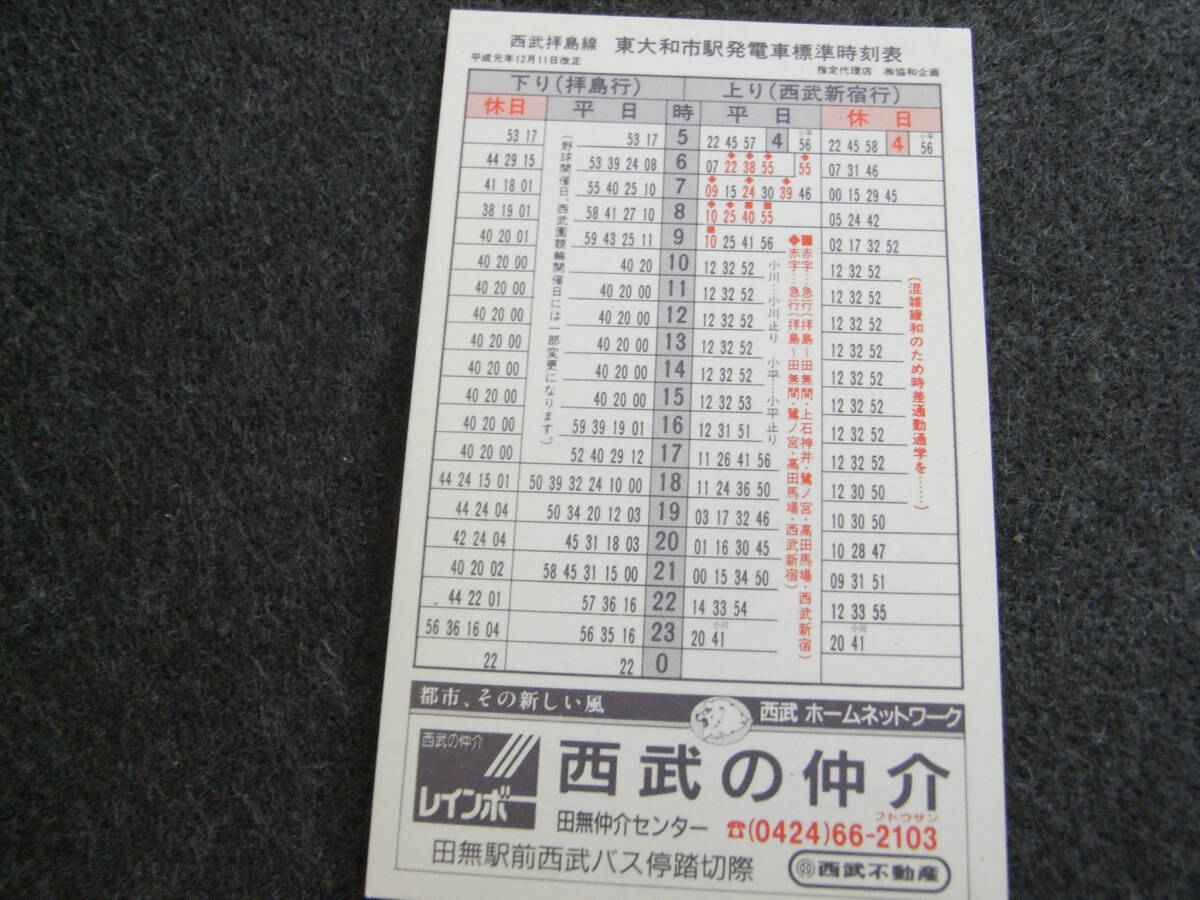 西武拝島線 東大和市駅発電車標準時刻表
平成元年12月11日改正 指定代理店 ㈱協和企画
下り(拝島行) 上り(西武新宿行)
休日 平日 時 平日 休日
53 17 53 17 5 22 45 57 4 小平 56 22 45 58 4 小平 56
44 29 15 53 39 24 08 6 07 ◆22 ◆38 ◆55 ◆55 07 31 46
41 18 01 55 40 25 10 7 ◆09 15 ◆24 30 ◆39 46 00 15 29 45
38 19 01 58 41 27 10 8 ◆10 ◆25 ■40 ■55 05 24 42
40 20 01 59 43 25 11 9 ■10 25 41 56 02 17 32 52
40 20 00 40 20 10 12 32 52 12 32 52
40 20 00 40 20 00 11 12 32 52 12 32 52
40 20 00 40 20 00 12 12 32 52 12 32 52
40 20 00 40 20 00 13 12 32 52 12 32 52
40 20 00 40 20 00 14 12 32 52 12 32 52
40 20 00 40 20 00 15 12 32 53 12 32 52
40 20 00 59 39 19 01 16 12 31 51 12 32 52
40 20 00 52 40 29 12 17 11 26 41 56 12 32 52
44 24 15 01 50 39 32 24 10 00 18 11 24 36 50 12 30 50
44 24 04 50 34 20 12 03 19 03 17 32 46 10 30 50
42 24 04 45 31 18 03 20 01 16 30 45 10 28 47
40 20 02 58 45 31 15 00 21 00 15 34 50 09 31 51
44 22 01 57 36 16 22 14 33 54 12 33 55
56 36 16 04 56 35 16 23 20 小川 41 20 小川 41
22 22 0
(野球開催日、西武園競輪開催日には一部変更になります。)
■赤字…急行(拝島～田無間・上石神井・鷺ノ宮・高田馬場・西武新宿)
◆赤字…急行(拝島～田無間・鷺ノ宮・高田馬場・西武新宿)
小川…小川止り 小平…小平止り
(混雑緩和のため時差通勤通学を……)
都市、その新しい風 西武 ホームネットワーク
西武の仲介
レインボー
西武の仲介
フドウサン
田無仲介センター ☎(0424)66-2103
田無駅前西武バス停踏切際 西武不動産